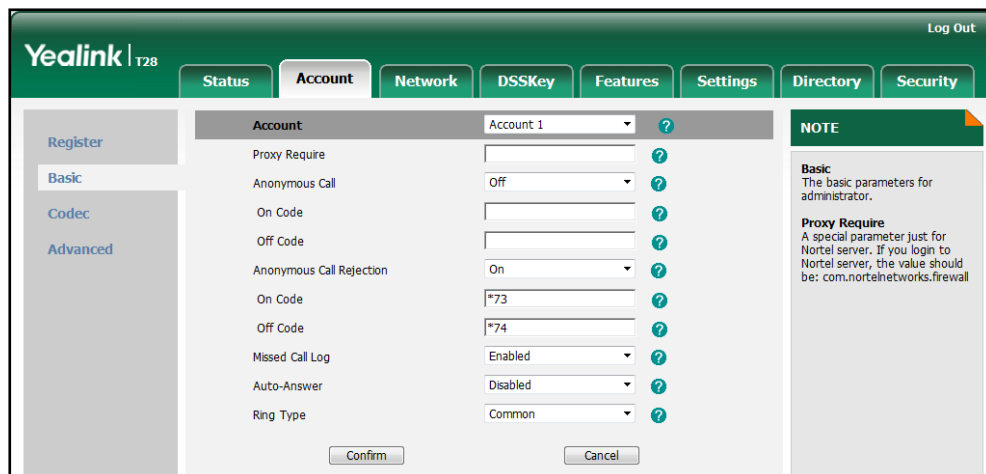 Log Out
Yealink T28
Status Account Network DSSKey Features Settings Directory Security
Register
Basic
Codec
Advanced
Account Account 1 ?
Proxy Require ?
Anonymous Call Off ?
On Code ?
Off Code ?
Anonymous Call Rejection On ?
On Code *73 ?
Off Code *74 ?
Missed Call Log Enabled ?
Auto-Answer Disabled ?
Ring Type Common ?
Confirm Cancel
NOTE
Basic
The basic parameters for
administrator.
Proxy Require
A special parameter just for
Nortel server. If you login to
Nortel server, the value should
be: com.nortelnetworks.firewall